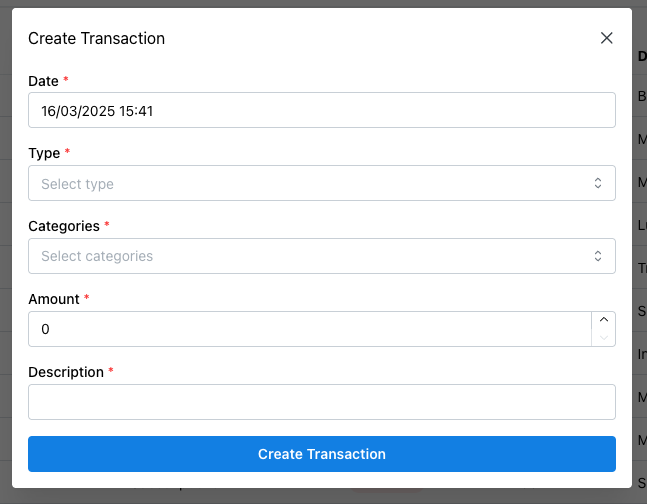 Create Transaction
Date *
16/03/2025 15:41
Type *
Select type
Categories *
Select categories
Amount *
0
Description *
Create Transaction